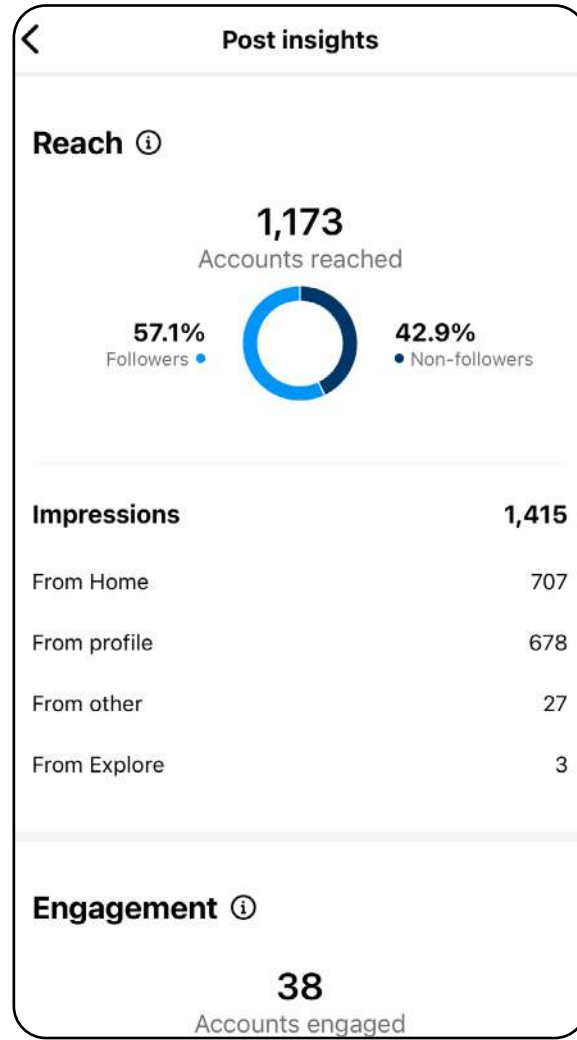 Post insights
Reach
1,173
Accounts reached
57.1% 42.9%
Followers Non-followers
Impressions 1,415
From Home 707
From profile 678
From other 27
From Explore 3
Engagement
38
Accounts engaged